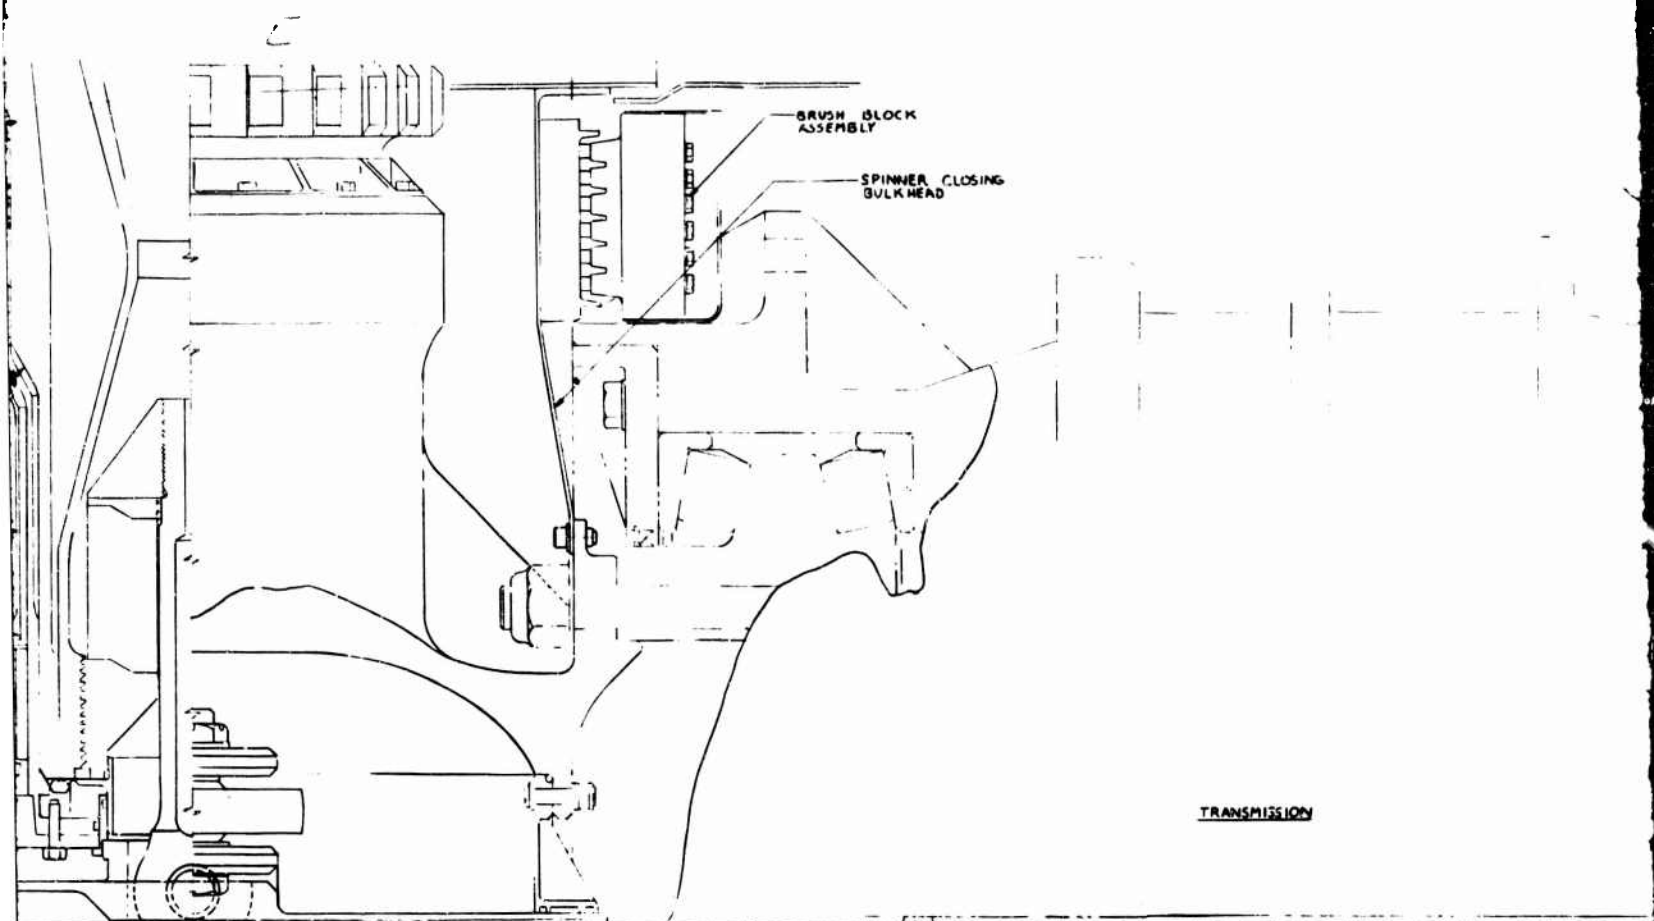 BRUSH BLOCK
ASSEMBLY
SPINNER CLOSING
BULKHEAD
TRANSMISSION